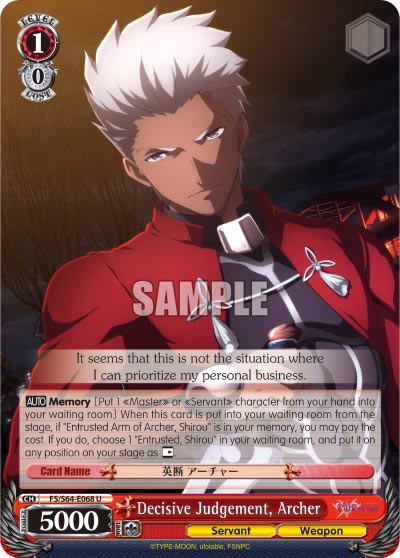 LEVEL
1
0
COST
SAMPLE
It seems that this is not the situation where
I can prioritize my personal business.
AUTO Memory [Put 1 «Master» or «Servant» character from your hand into
your waiting room] When this card is put into your waiting room from the
stage, if "Entrusted Arm of Archer, Shirou" is in your memory, you may pay the
cost. If you do, choose 1 "Entrusted, Shirou" in your waiting room, and put it on
any position on your stage as
Card Name 英断 アーチャー
CH FS/S64-E068 U
POWER 5000 Decisive Judgement, Archer
Servant Weapon
©TYPE-MOON, ufotable, FSNPC